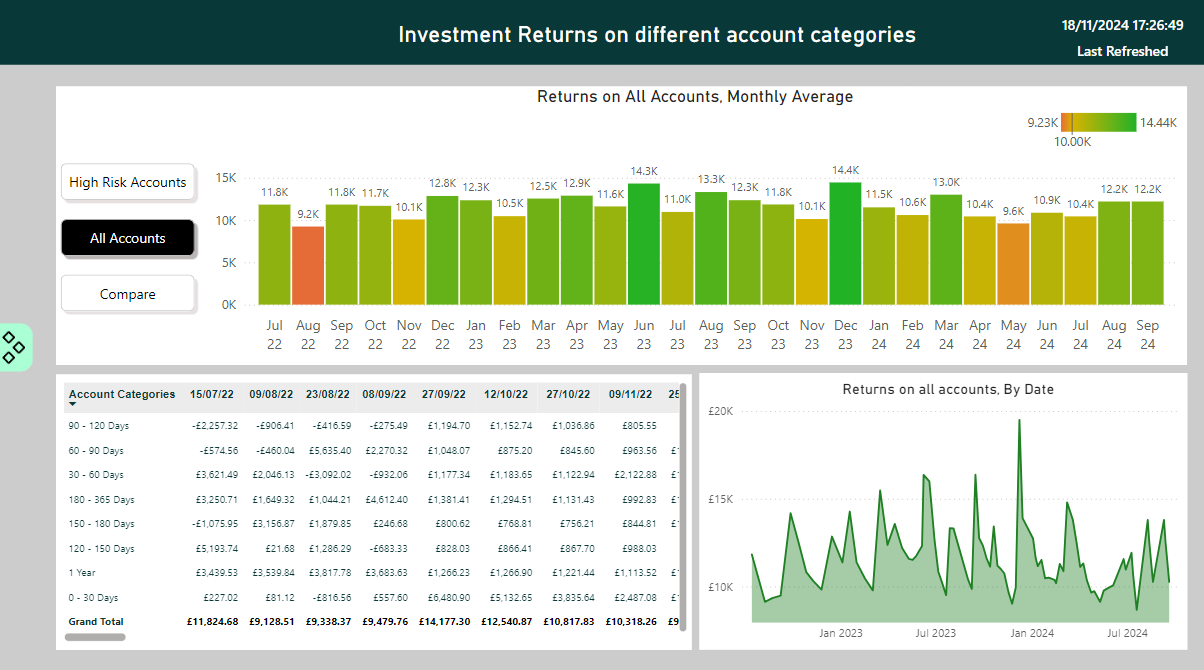 Investment Returns on different account categories
18/11/2024 17:26:49
Last Refreshed
Returns on All Accounts, Monthly Average
9.23K 14.44K
10.00K
High Risk Accounts
All Accounts
Compare
15K
10K
5K
0K
11.8K 9.2K 11.8K 11.7K 10.1K 12.8K 12.3K 10.5K 12.5K 12.9K 11.6K 14.3K 11.0K 13.3K 12.3K 11.8K 10.1K 14.4K 11.5K 10.6K 13.0K 10.4K 9.6K 10.9K 10.4K 12.2K 12.2K
Jul Aug Sep Oct Nov Dec Jan Feb Mar Apr May Jun Jul Aug Sep Oct Nov Dec Jan Feb Mar Apr May Jun Jul Aug Sep
22 22 22 22 22 22 23 23 23 23 23 23 23 23 23 23 23 23 24 24 24 24 24 24 24 24 24
Account Categories 15/07/22 09/08/22 23/08/22 08/09/22 27/09/22 12/10/22 27/10/22 09/11/22 25
90 - 120 Days -£2,257.32 -£906.41 -£416.59 -£275.49 £1,194.70 £1,152.74 £1,036.86 £805.55
60 - 90 Days -£574.56 -£460.04 £5,635.40 £2,270.32 £1,048.07 £875.20 £845.60 £963.56 £1
30 - 60 Days £3,621.49 £2,046.13 -£3,092.02 -£932.06 £1,177.34 £1,183.65 £1,122.94 £2,122.88 £1
180 - 365 Days £3,250.71 £1,649.32 £1,044.21 £4,612.40 £1,381.41 £1,294.51 £1,131.43 £992.83 £1
150 - 180 Days -£1,075.95 £3,156.87 £1,879.85 £246.68 £800.62 £768.81 £756.21 £844.81 £1
120 - 150 Days £5,193.74 £21.68 £1,286.29 -£683.33 £828.03 £866.41 £867.70 £988.03
1 Year £3,439.53 £3,539.84 £3,817.78 £3,683.63 £1,266.23 £1,266.90 £1,221.44 £1,113.52 £1
0 - 30 Days £227.02 £81.12 -£816.56 £557.60 £6,480.90 £5,132.65 £3,835.64 £2,487.08 £1
Grand Total £11,824.68 £9,128.51 £9,338.37 £9,479.76 £14,177.30 £12,540.87 £10,817.83 £10,318.26 £9
Returns on all accounts, By Date
£20K
£15K
£10K
Jan 2023 Jul 2023 Jan 2024 Jul 2024